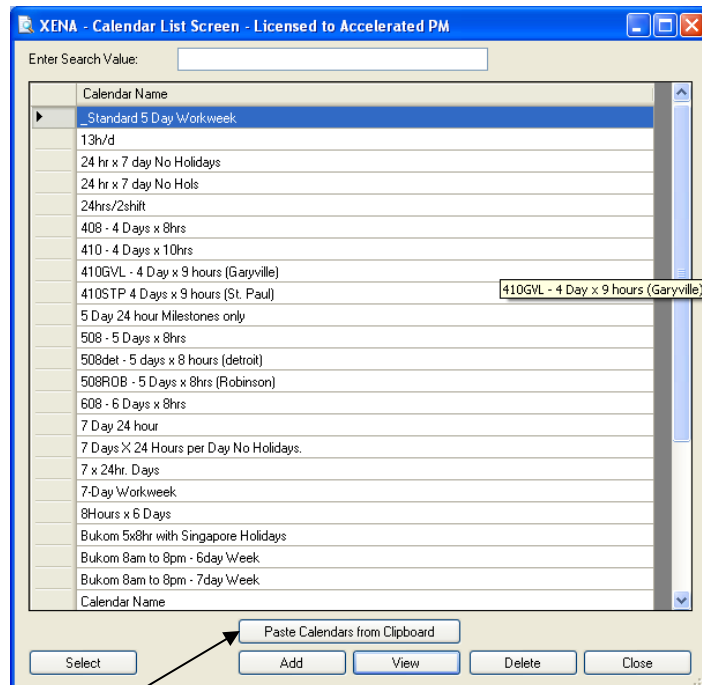 XENA - Calendar List Screen - Licensed to Accelerated PM
Enter Search Value:
Calendar Name
_Standard 5 Day Workweek
13h/d
24 hr x 7 day No Holidays
24 hr x 7 day No Hols
24hrs/2shift
408 - 4 Days x 8hrs
410 - 4 Days x 10hrs
410GVL - 4 Day x 9 hours (Garyville)
410GVL - 4 Day x 9 hours (Garyville)
410STP 4 Days x 9 hours (St. Paul)
5 Day 24 hour Milestones only
508 - 5 Days x 8hrs
508det - 5 days x 8 hours (detroit)
508ROB - 5 Days x 8hrs (Robinson)
608 - 6 Days x 8hrs
7 Day 24 hour
7 Days X 24 Hours per Day No Holidays.
7 x 24hr. Days
7-Day Workweek
8Hours x 6 Days
Bukom 5x8hr with Singapore Holidays
Bukom 8am to 8pm - 6day Week
Bukom 8am to 8pm - 7day Week
Calendar Name
Paste Calendars from Clipboard
Select Add View Delete Close